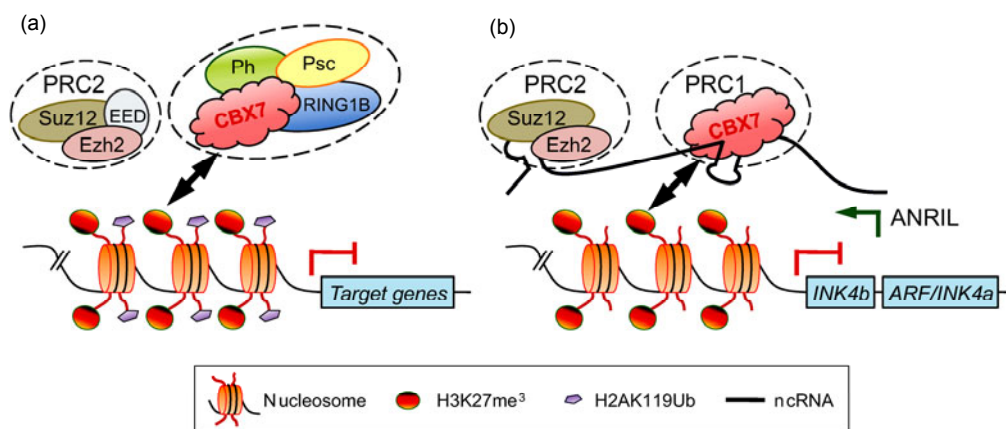 (a)
PRC2
Suz12
EED
Ezh2
Ph
Psc
CBX7
RING1B
Target genes
(b)
PRC2
Suz12
Ezh2
PRC1
CBX7
ANRIL
INK4b
ARF/INK4a
Nucleosome
H3K27me³
H2AK119Ub
ncRNA